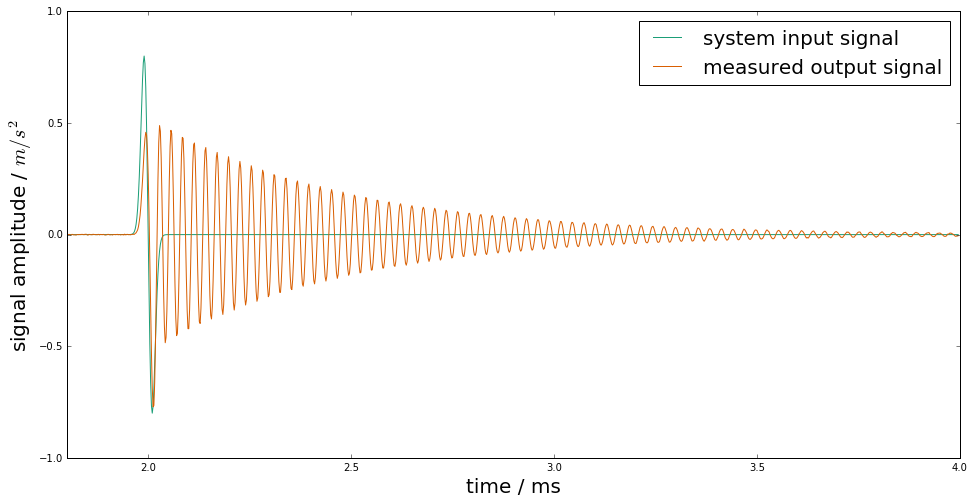 1.0
0.5
0.0
−0.5
−1.0
signal amplitude / m/s²
system input signal
measured output signal
2.0 2.5 3.0 3.5 4.0
time / ms